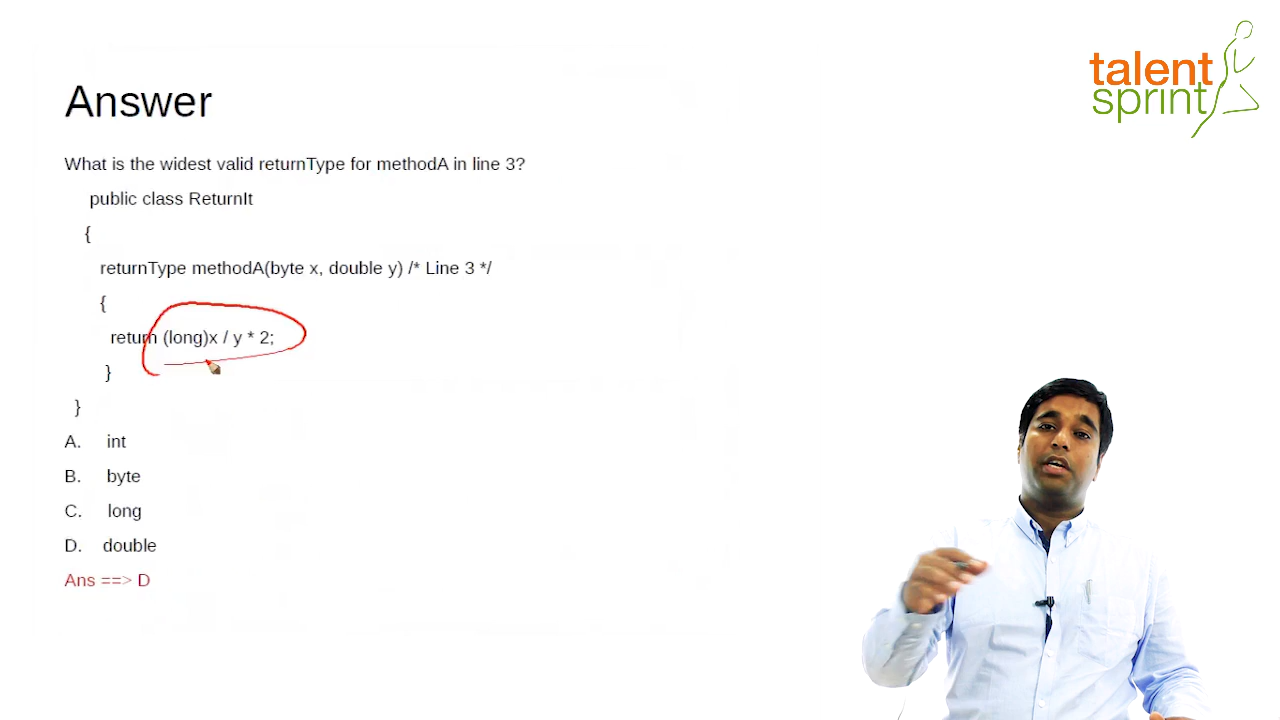 talent
sprint
Answer
What is the widest valid returnType for methodA in line 3?
public class ReturnIt
{
returnType methodA(byte x, double y) /* Line 3 */
{
return (long)x / y * 2;
}
}
A. int
B. byte
C. long
D. double
Ans ==> D